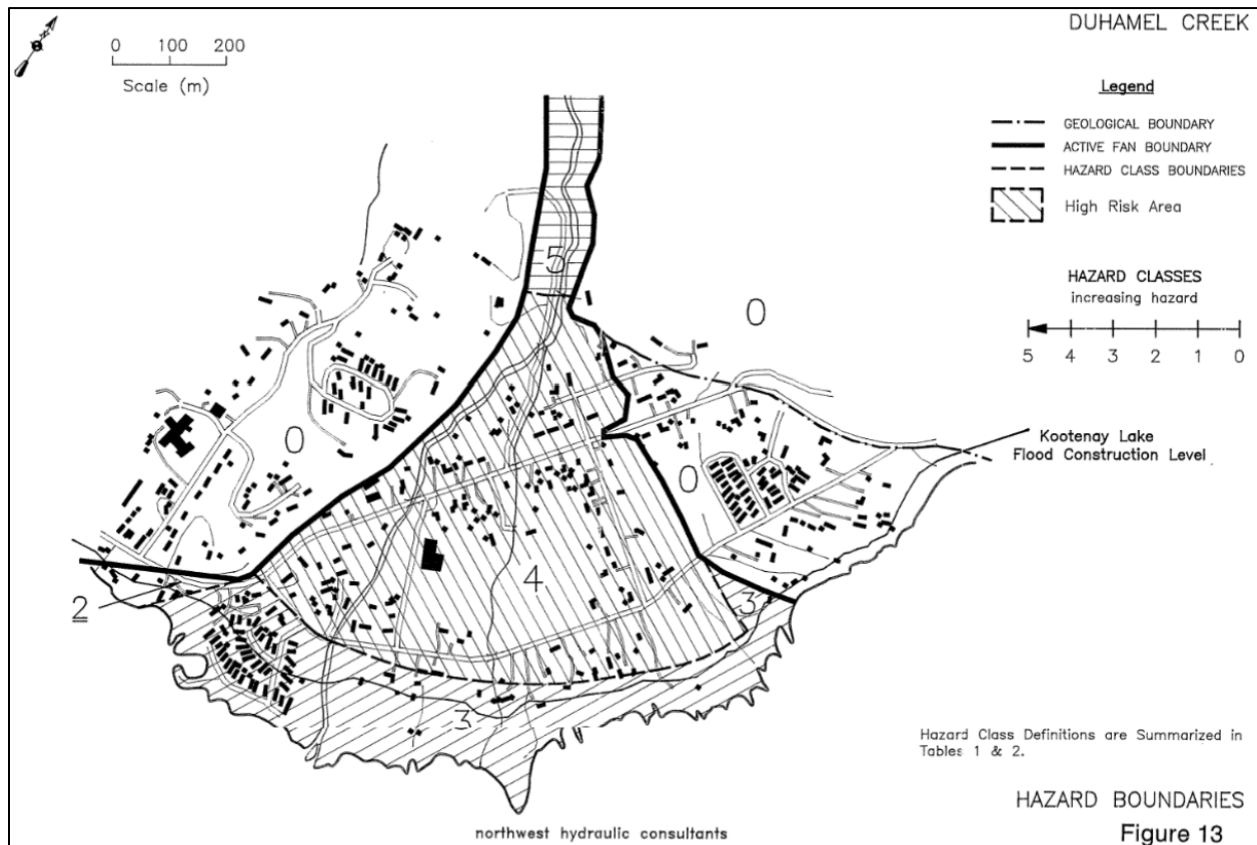 DUHAMEL CREEK
0 100 200
Scale (m)
Legend
GEOLOGICAL BOUNDARY
ACTIVE FAN BOUNDARY
HAZARD CLASS BOUNDARIES
High Risk Area
HAZARD CLASSES
increasing hazard
5 4 3 2 1 0
5
0
0
0
Kootenay Lake
Flood Construction Level
4
2
3
3
Hazard Class Definitions are Summarized in
Tables 1 & 2.
HAZARD BOUNDARIES
Figure 13
northwest hydraulic consultants